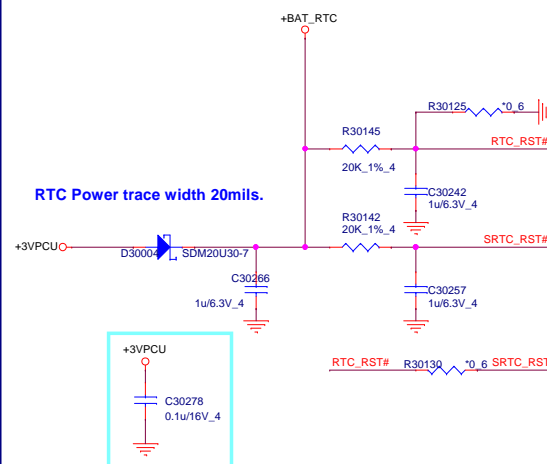 +BAT_RTC
R30125 *0_6
R30145
RTC_RST#
20K_1%_4
C30242
1u/6.3V_4
RTC Power trace width 20mils.
R30142
20K_1%_4
SRTC_RST#
+3VPCU
D30004 SDM20U30-7
C30266
1u/6.3V_4
C30257
1u/6.3V_4
+3VPCU
RTC_RST# R30130 *0_6 SRTC_RST
C30278
0.1u/16V_4